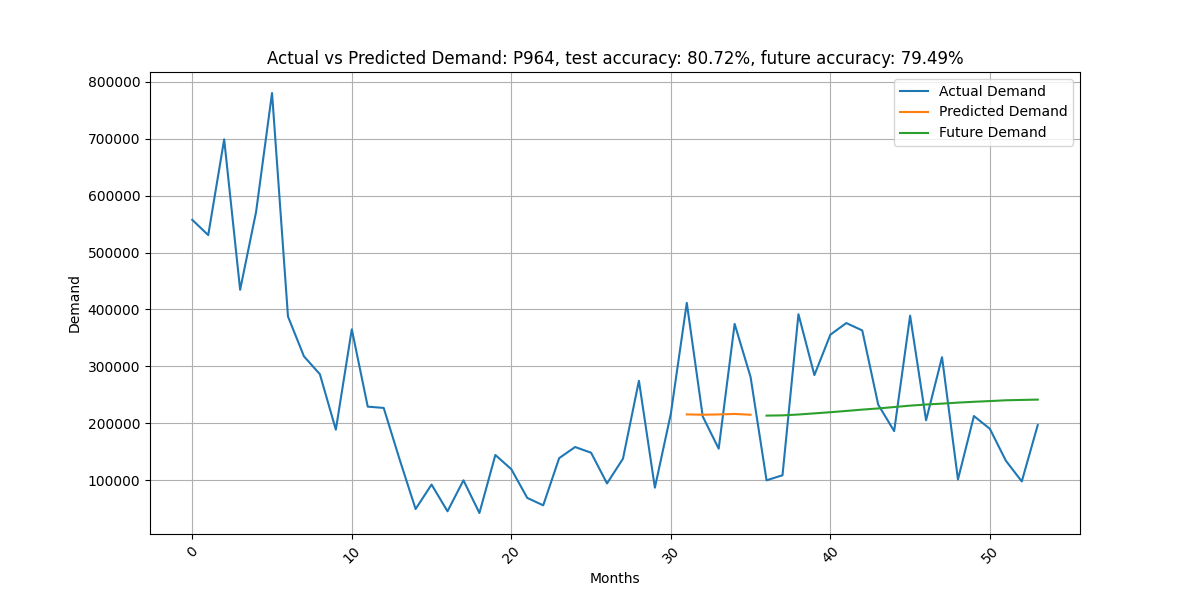 Actual vs Predicted Demand: P964, test accuracy: 80.72%, future accuracy: 79.49%
Actual Demand
Predicted Demand
Future Demand
800000
700000
600000
500000
400000
300000
200000
100000
Demand
0
10
20
30
40
50
Months